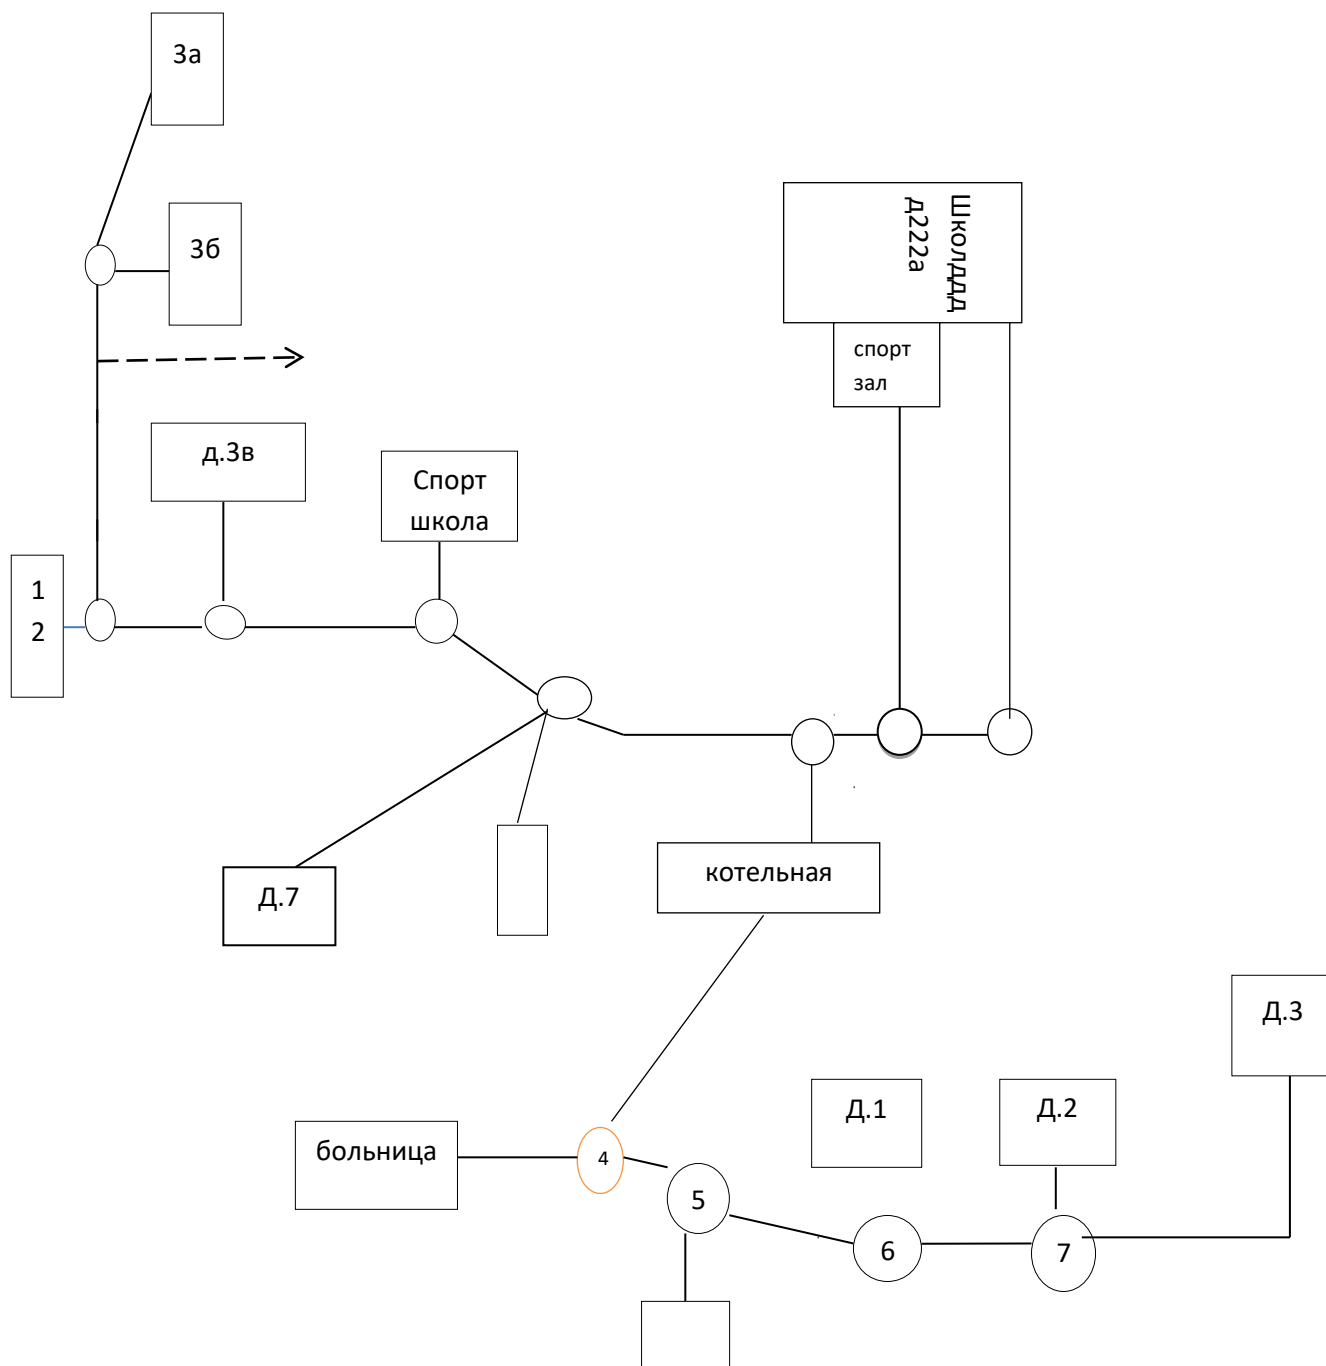 3а
3б
Школддд
д222а
спорт
зал
д.3в
Спорт
школа
1
2
Д.7
котельная
Д.3
Д.1
Д.2
больница
4
5
6
7